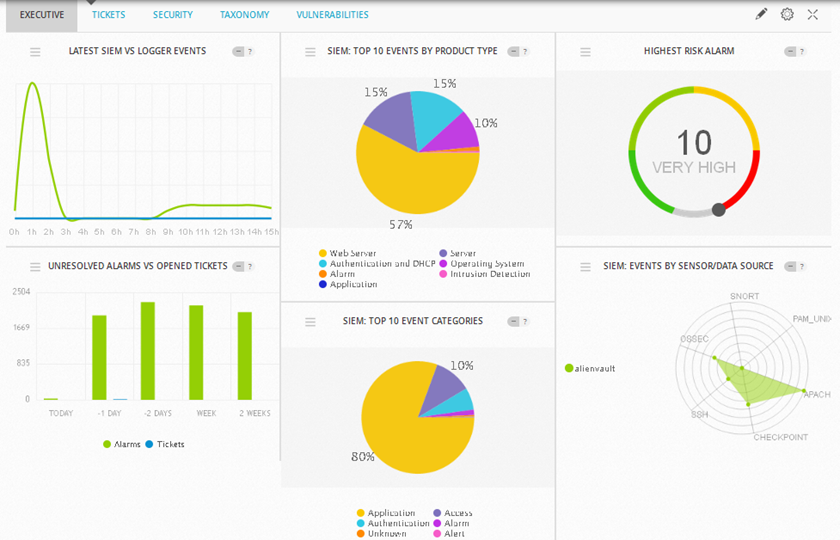 EXECUTIVE TICKETS SECURITY TAXONOMY VULNERABILITIES
LATEST SIEM VS LOGGER EVENTS
0h 1h 2h 3h 4h 5h 6h 7h 8h 9h 10h 11h 12h 13h 14h 15h
SIEM: TOP 10 EVENTS BY PRODUCT TYPE
15%
15%
10%
57%
Web Server
Server
Authentication and DHCP
Operating System
Alarm
Intrusion Detection
Application
HIGHEST RISK ALARM
10
VERY HIGH
UNRESOLVED ALARMS VS OPENED TICKETS
2504
1669
835
0
TODAY -1 DAY -2 DAYS WEEK 2 WEEKS
Alarms Tickets
SIEM: TOP 10 EVENT CATEGORIES
10%
80%
Application
Access
Authentication
Alarm
Unknown
Alert
SIEM: EVENTS BY SENSOR/DATA SOURCE
alienvault
SNORT
PAM_UNIX
OSSEC
APACH
SSH
CHECKPOINT